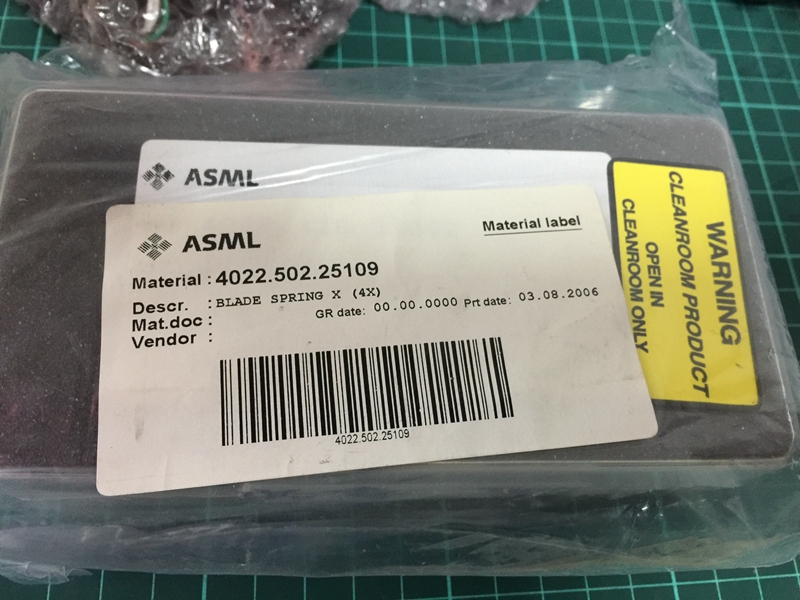 ASML
ASML
Material label
Material : 4022.502.25109
Descr. : BLADE SPRING X (4X)
GR date: 00.00.0000 Prt date: 03.08.2006
Mat.doc :
Vendor :
4022.502.25109
WARNING
CLEANROOM PRODUCT
OPEN IN
CLEANROOM ONLY